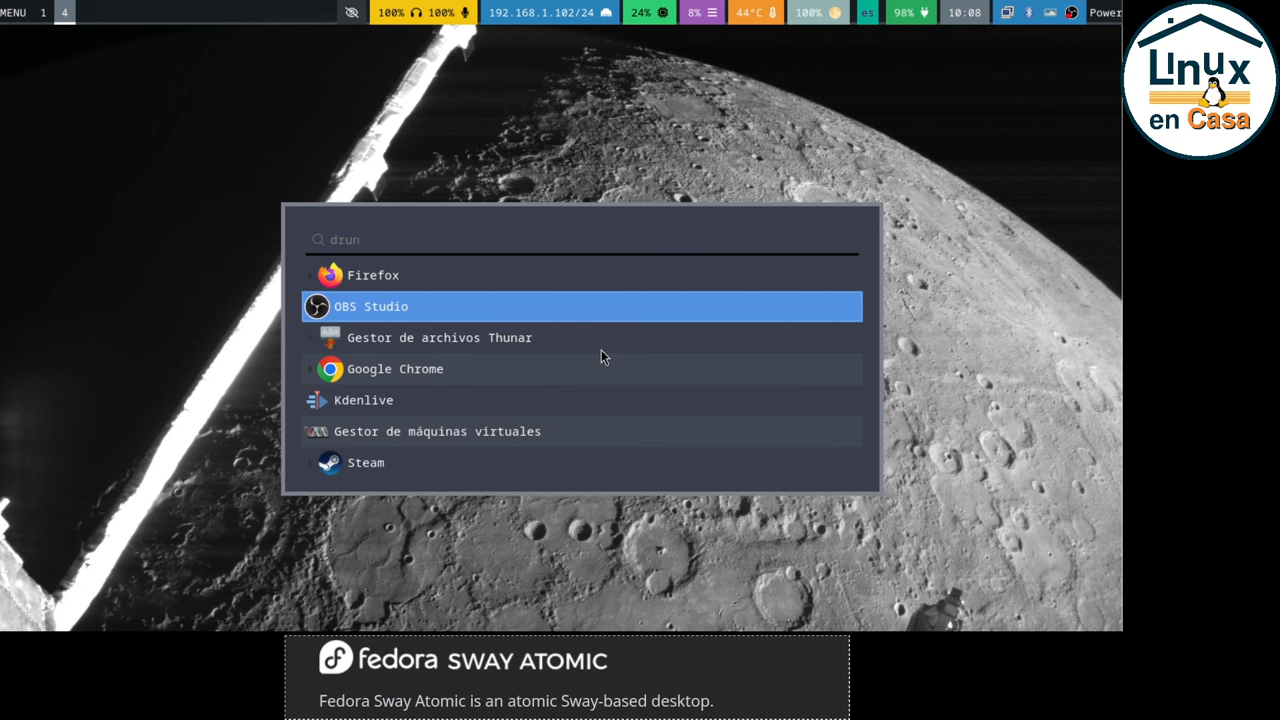 MENU 1 4 100% 100% 192.168.1.102/24 24% 8% 44°C 100% es 98% 10:08 Power
Linux
en Casa
drun
Firefox
OBS Studio
Gestor de archivos Thunar
Google Chrome
Kdenlive
Gestor de máquinas virtuales
Steam
fedora SWAY ATOMIC
Fedora Sway Atomic is an atomic Sway-based desktop.